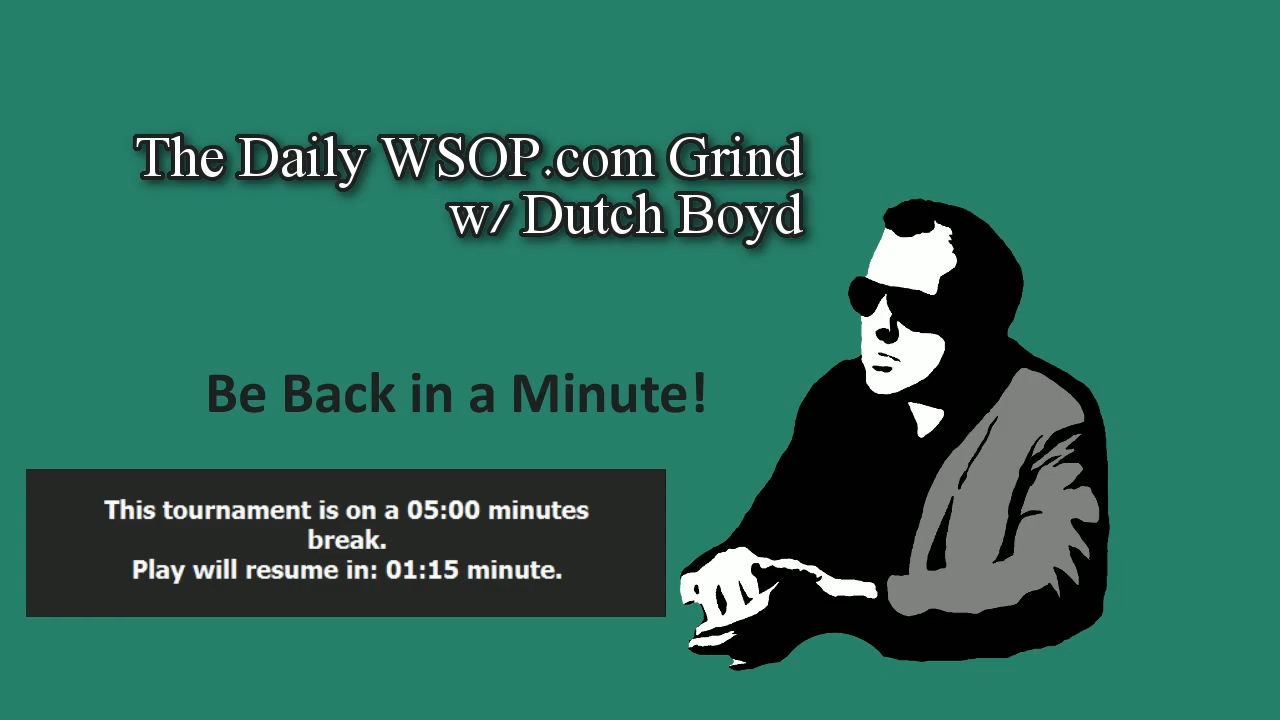 The Daily WSOP.com Grind
w/ Dutch Boyd
Be Back in a Minute!
This tournament is on a 05:00 minutes
break.
Play will resume in: 01:15 minute.